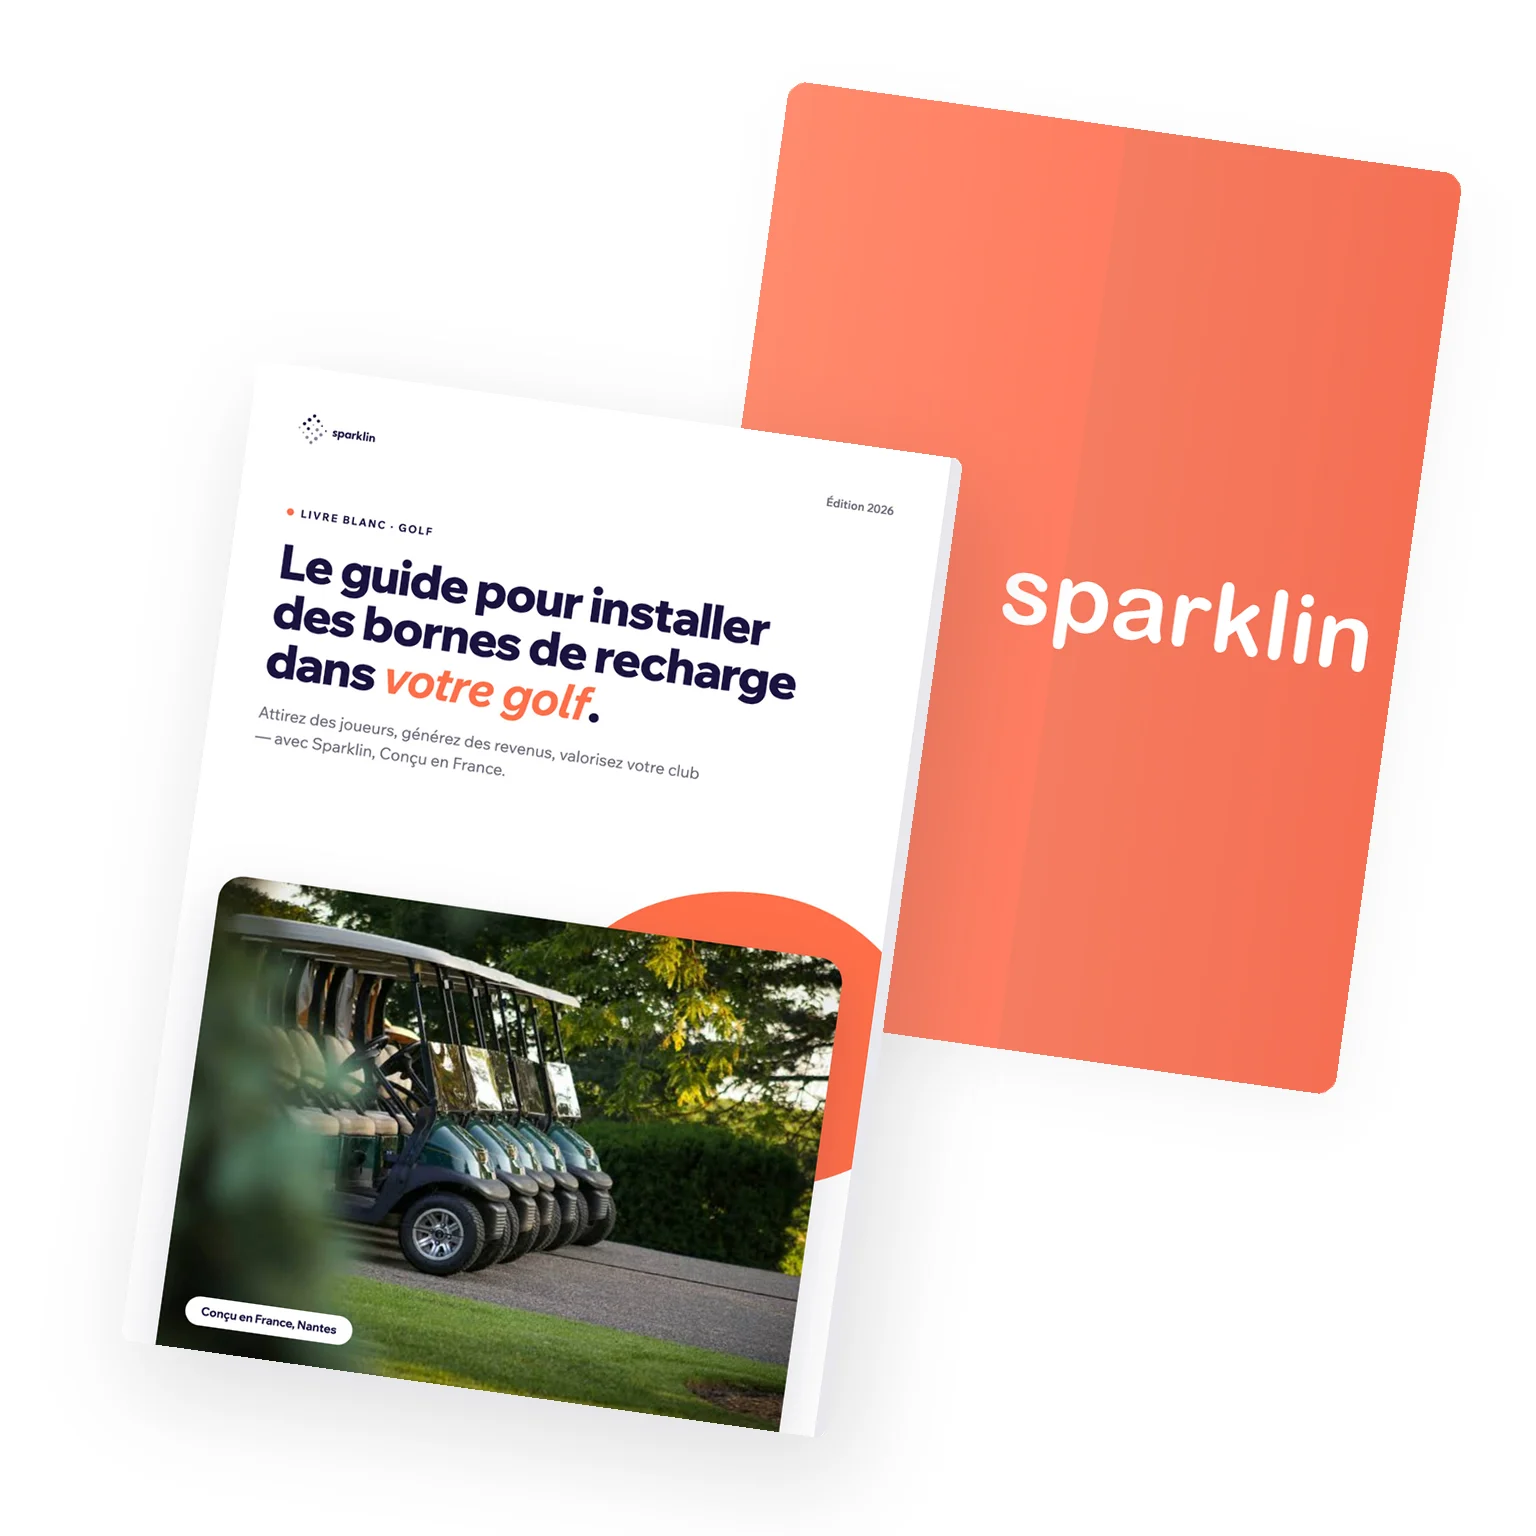 sparklin
Édition 2026
LIVRE BLANC · GOLF
Le guide pour installer
des bornes de recharge
dans votre golf.
Attirez des joueurs, générez des revenus, valorisez votre club
— avec Sparklin, Conçu en France.
Conçu en France, Nantes
sparklin